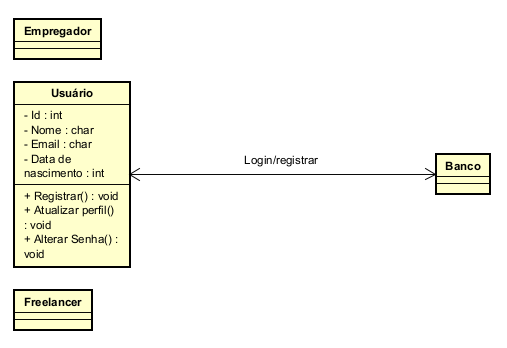 Empregador
Usuário
- Id : int
- Nome : char
- Email : char
- Data de
nascimento : int
+ Registrar() : void
+ Atualizar perfil()
: void
+ Alterar Senha() :
void
Login/registrar
Banco
Freelancer